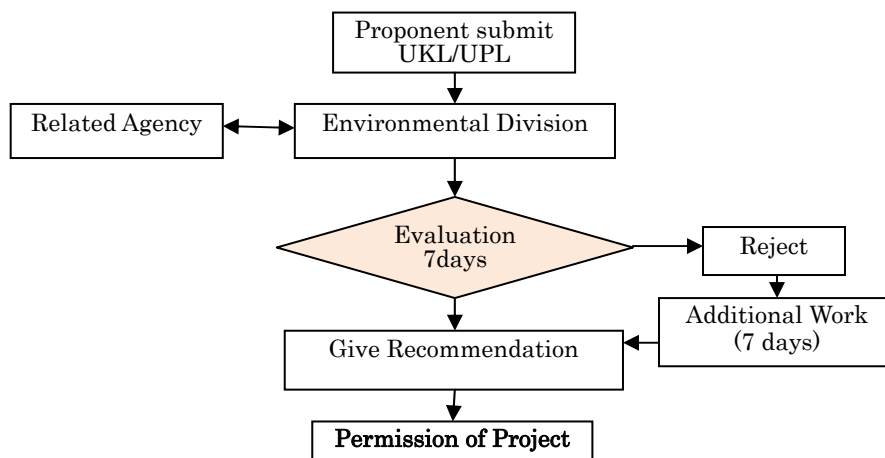 Proponent submit
UKL/UPL
Related Agency
Environmental Division
Evaluation
7days
Reject
Additional Work
(7 days)
Give Recommendation
Permission of Project